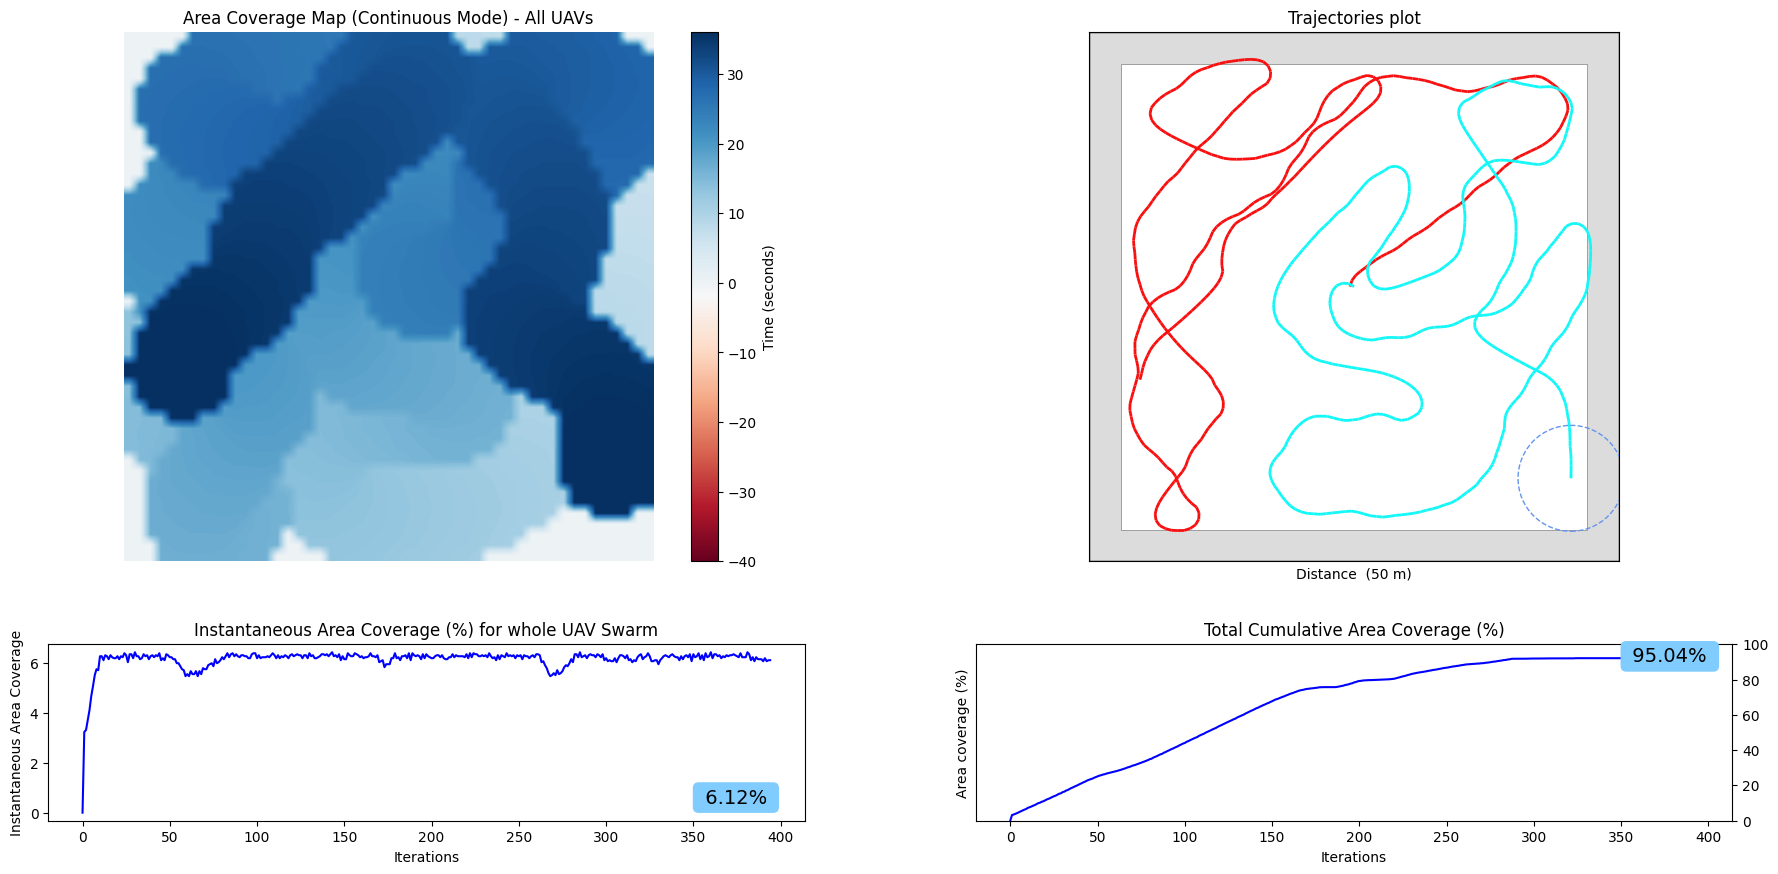 Area Coverage Map (Continuous Mode) - All UAVs
30
20
10
0
−10
−20
−30
−40
Time (seconds)
Trajectories plot
Distance  (50 m)
Instantaneous Area Coverage (%) for whole UAV Swarm
Instantaneous Area Coverage
6
4
2
0
6.12%
0 50 100 150 200 250 300 350 400
Iterations
Total Cumulative Area Coverage (%)
Area coverage (%)
95.04%
100
80
60
40
20
0
0 50 100 150 200 250 300 350 400
Iterations